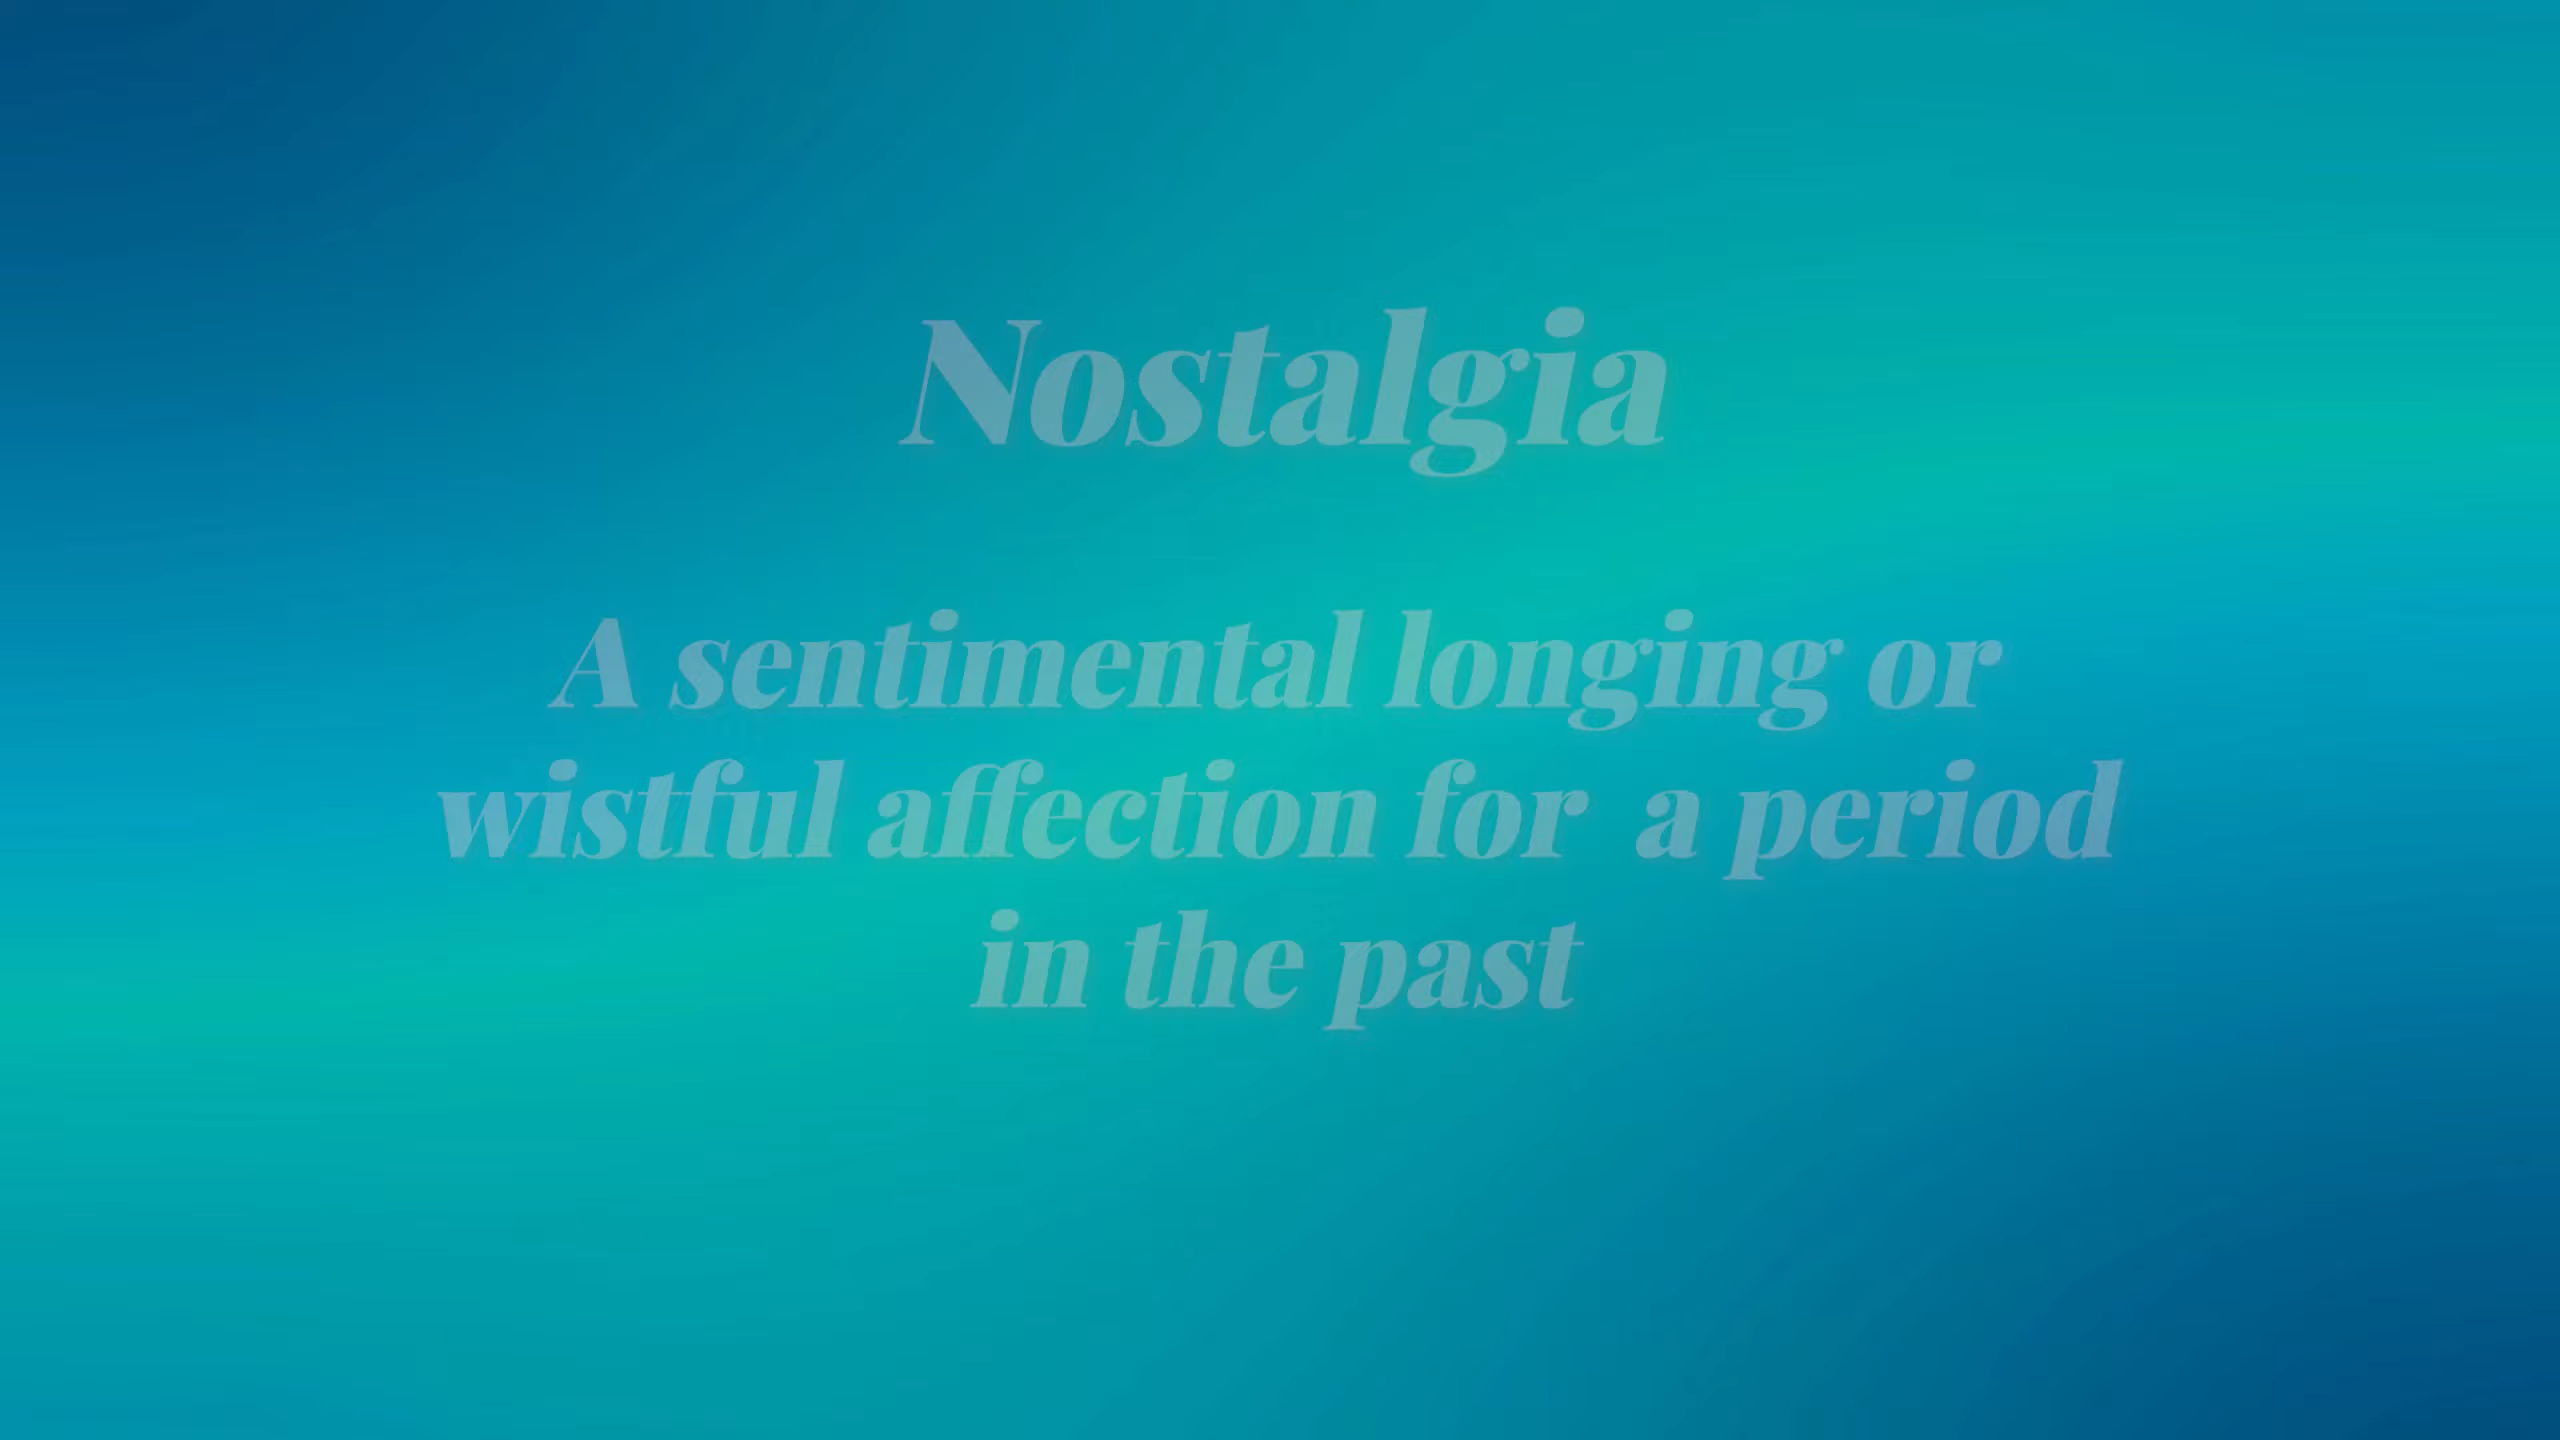 Nostalgia
A sentimental longing or
wistful affection for  a period
in the past